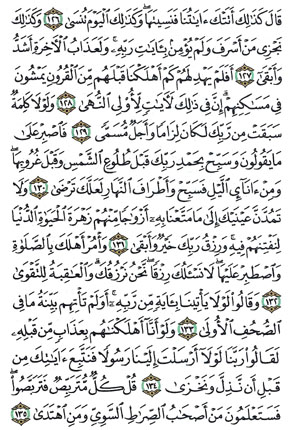 قَالَ كَذَٰلِكَ أَتَتْكَ ءَايَٰتُنَا فَنَسِيتَهَا ۖ وَكَذَٰلِكَ ٱلْيَوْمَ تُنسَىٰ ١٢٦ وَكَذَٰلِكَ
نَجْزِى مَنْ أَسْرَفَ وَلَمْ يُؤْمِنۢ بِـَٔايَٰتِ رَبِّهِۦ ۚ وَلَعَذَابُ ٱلْءَاخِرَةِ أَشَدُّ
وَأَبْقَىٰٓ ١٢٧ أَفَلَمْ يَهْدِ لَهُمْ كَمْ أَهْلَكْنَا قَبْلَهُم مِّنَ ٱلْقُرُونِ يَمْشُونَ
فِى مَسَٰكِنِهِمْ ۗ إِنَّ فِى ذَٰلِكَ لَءَايَٰتٍ لِّأُو۟لِى ٱلنُّهَىٰ ١٢٨ وَلَوْلَا كَلِمَةٌ
سَبَقَتْ مِن رَّبِّكَ لَكَانَ لِزَامًا وَأَجَلٌ مُّسَمًّى ١٢٩ فَٱصْبِرْ عَلَىٰ
مَا يَقُولُونَ وَسَبِّحْ بِحَمْدِ رَبِّكَ قَبْلَ طُلُوعِ ٱلشَّمْسِ وَقَبْلَ غُرُوبِهَا ۖ
وَمِنْ ءَانَآئِ ٱلَّيْلِ فَسَبِّحْ وَأَطْرَافَ ٱلنَّهَارِ لَعَلَّكَ تَرْضَىٰ ١٣٠ وَلَا
تَمُدَّنَّ عَيْنَيْكَ إِلَىٰ مَا مَتَّعْنَا بِهِۦٓ أَزْوَٰجًا مِّنْهُمْ زَهْرَةَ ٱلْحَيَوٰةِ ٱلدُّنْيَا
لِنَفْتِنَهُمْ فِيهِ ۚ وَرِزْقُ رَبِّكَ خَيْرٌ وَأَبْقَىٰ ١٣١ وَأْمُرْ أَهْلَكَ بِٱلصَّلَوٰةِ
وَٱصْطَبِرْ عَلَيْهَا ۖ لَا نَسْـَٔلُكَ رِزْقًا ۖ نَّحْنُ نَرْزُقُكَ ۗ وَٱلْعَٰقِبَةُ لِلتَّقْوَىٰ
١٣٢ وَقَالُوا۟ لَوْلَا يَأْتِينَا بِـَٔايَةٍ مِّن رَّبِّهِۦٓ ۚ أَوَلَمْ تَأْتِهِم بَيِّنَةُ مَا فِى
ٱلصُّحُفِ ٱلْأُولَىٰ ١٣٣ وَلَوْ أَنَّآ أَهْلَكْنَٰهُم بِعَذَابٍ مِّن قَبْلِهِۦ
لَقَالُوا۟ رَبَّنَا لَوْلَآ أَرْسَلْتَ إِلَيْنَا رَسُولًا فَنَتَّبِعَ ءَايَٰتِكَ مِن
قَبْلِ أَن نَّذِلَّ وَنَخْزَىٰ ١٣٤ قُلْ كُلٌّ مُّتَرَبِّصٌ فَتَرَبَّصُوا۟ ۖ
فَسَتَعْلَمُونَ مَنْ أَصْحَٰبُ ٱلصِّرَٰطِ ٱلسَّوِىِّ وَمَنِ ٱهْتَدَىٰ ١٣٥